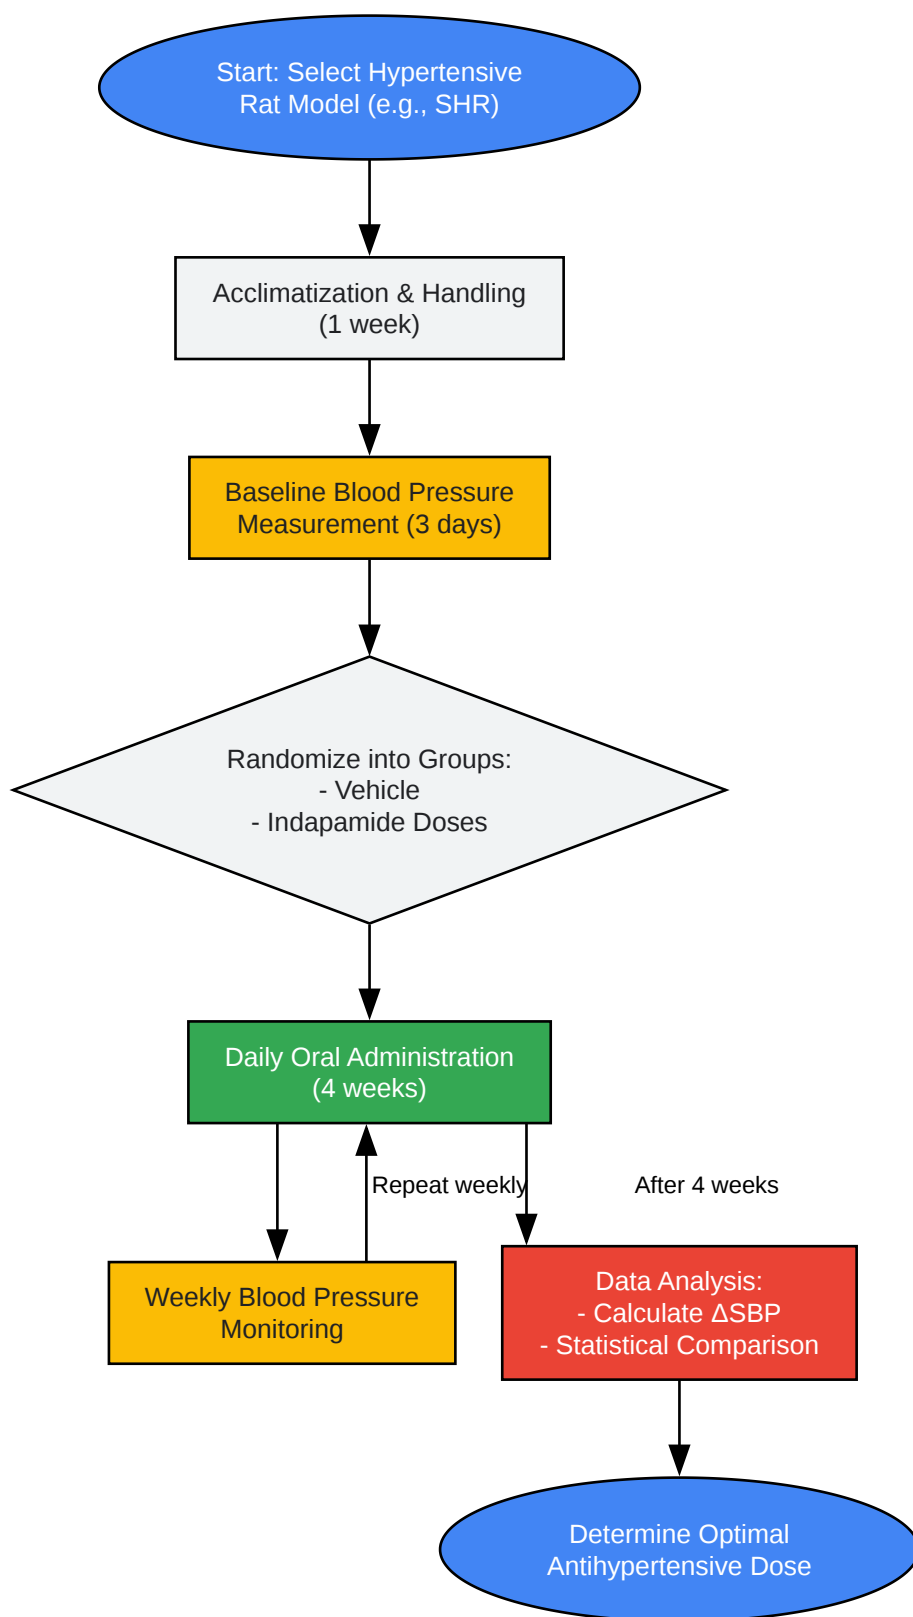 Start: Select Hypertensive
Rat Model (e.g., SHR)
Acclimatization & Handling
(1 week)
Baseline Blood Pressure
Measurement (3 days)
Randomize into Groups:
- Vehicle
- Indapamide Doses
Daily Oral Administration
(4 weeks)
Repeat weekly
After 4 weeks
Weekly Blood Pressure
Monitoring
Data Analysis:
- Calculate ΔSBP
- Statistical Comparison
Determine Optimal
Antihypertensive Dose